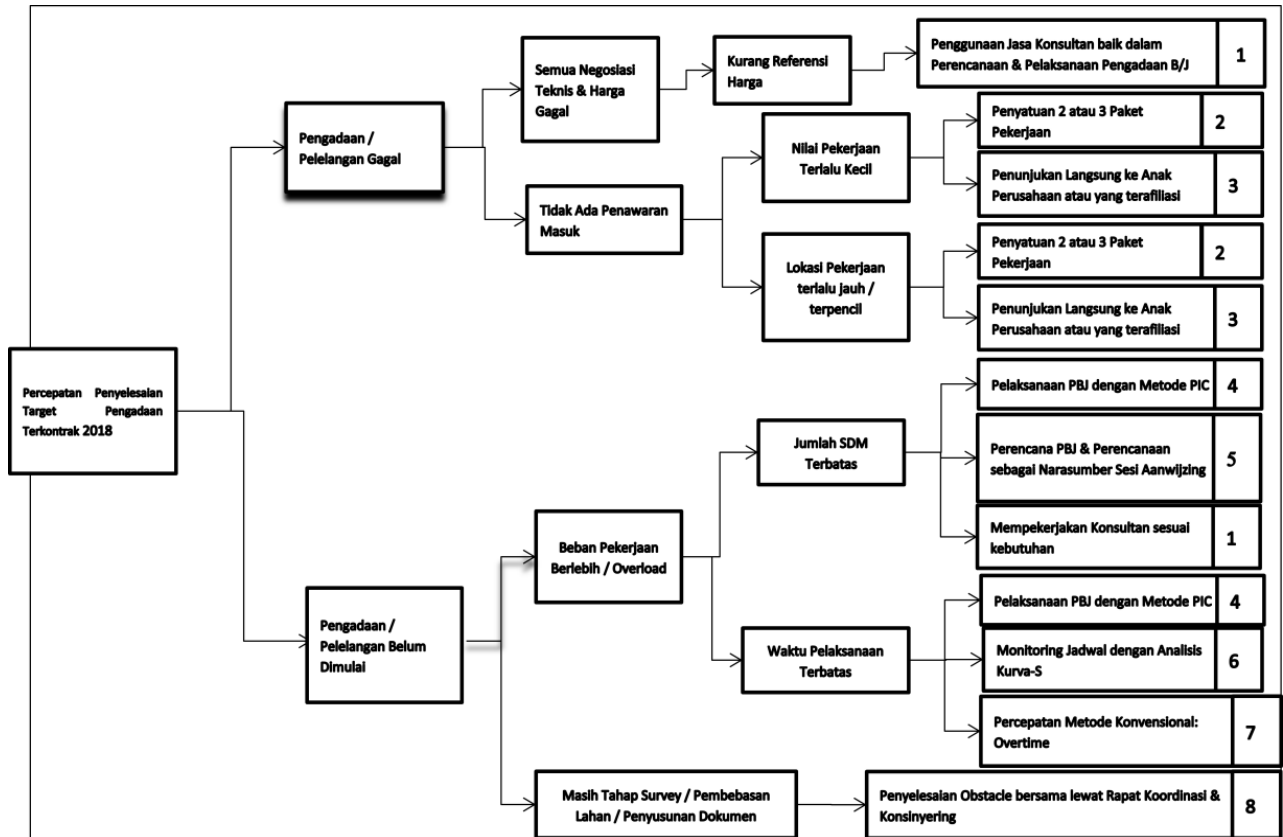 Percepatan Penyelesaian
Target Pengadaan
Terkontrak 2018
Pengadaan /
Pelelangan Gagal
Semua Negosiasi
Teknis & Harga
Gagal
Kurang Referensi
Harga
Penggunaan Jasa Konsultan baik dalam
Perencanaan & Pelaksanaan Pengadaan B/J
1
Tidak Ada Penawaran
Masuk
Nilai Pekerjaan
Terlalu Kecil
Penyatuan 2 atau 3 Paket
Pekerjaan
2
Penunjukan Langsung ke Anak
Perusahaan atau yang terafiliasi
3
Lokasi Pekerjaan
terlalu jauh /
terpencil
Penyatuan 2 atau 3 Paket
Pekerjaan
2
Penunjukan Langsung ke Anak
Perusahaan atau yang terafiliasi
3
Pengadaan /
Pelelangan Belum
Dimulai
Beban Pekerjaan
Berlebih / Overload
Jumlah SDM
Terbatas
Pelaksanaan PBJ dengan Metode PIC
4
Perencana PBJ & Perencanaan
sebagai Narasumber Sesi Aanwijzing
5
Mempekerjakan Konsultan sesuai
kebutuhan
1
Waktu Pelaksanaan
Terbatas
Pelaksanaan PBJ dengan Metode PIC
4
Monitoring Jadwal dengan Analisis
Kurva-S
6
Percepatan Metode Konvensional:
Overtime
7
Masih Tahap Survey / Pembebasan
Lahan / Penyusunan Dokumen
Penyelesaian Obstacle bersama lewat Rapat Koordinasi &
Konsinyering
8